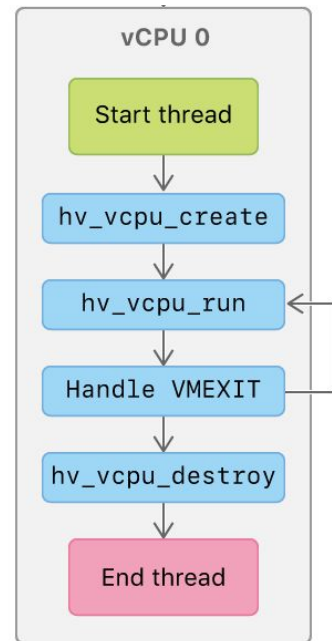 vCPU 0
Start thread
hv_vcpu_create
hv_vcpu_run
Handle VMEXIT
hv_vcpu_destroy
End thread